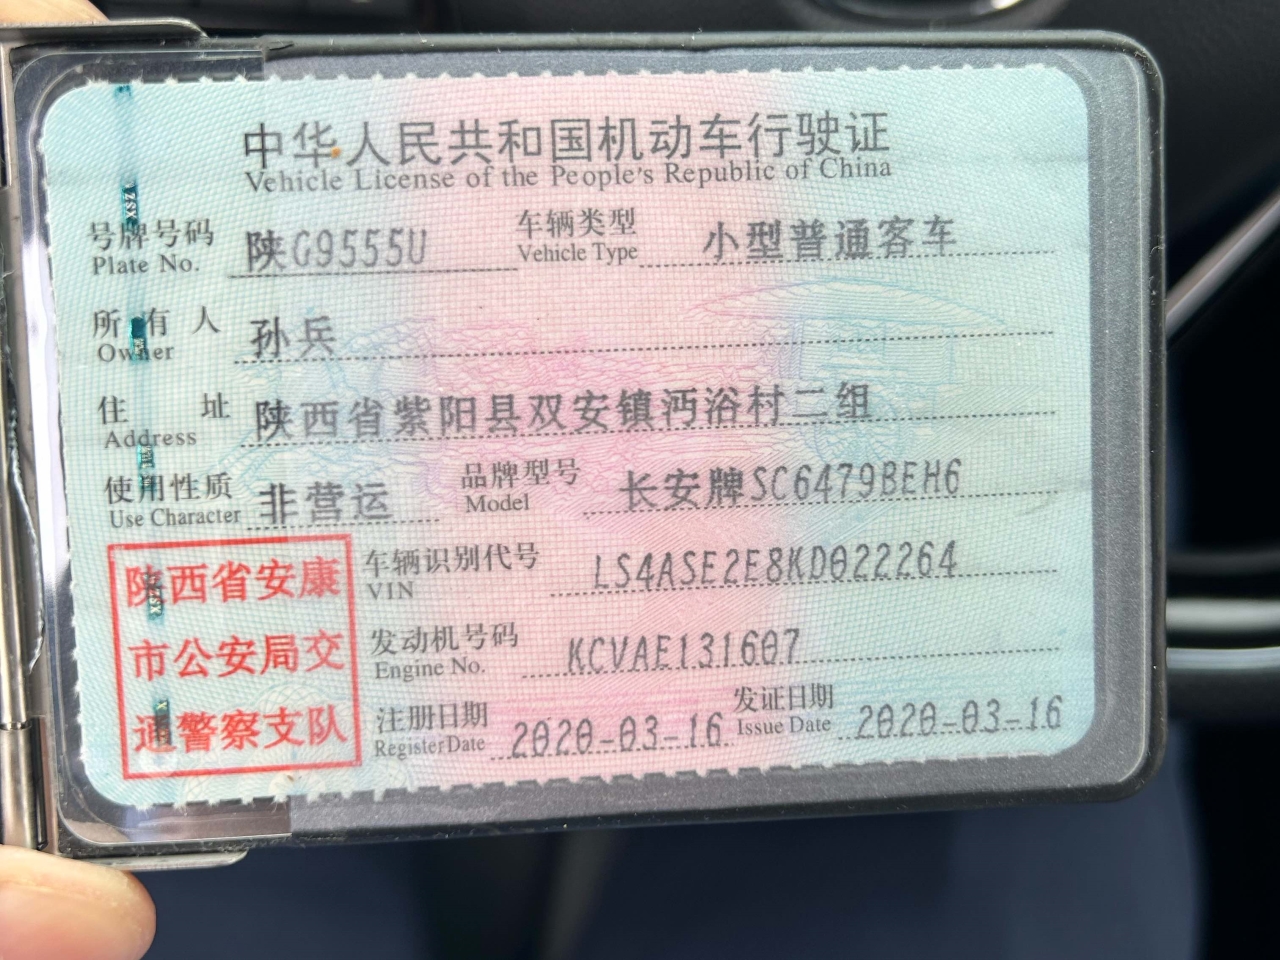 中华人民共和国机动车行驶证
Vehicle License of the People's Republic of China
号牌号码 陕G9555U 车辆类型 小型普通客车
Plate No. Vehicle Type
所有人 孙兵
Owner
住址 陕西省紫阳县双安镇沔浴村二组
Address
使用性质 非营运 品牌型号 长安牌SC6479BEH6
Use Character Model
车辆识别代号 LS4ASE2E8KD022264
VIN
发动机号码 KCVAE131607
Engine No.
注册日期 2020-03-16 发证日期 2020-03-16
Register Date Issue Date
陕西省安康
市公安局交
通警察支队